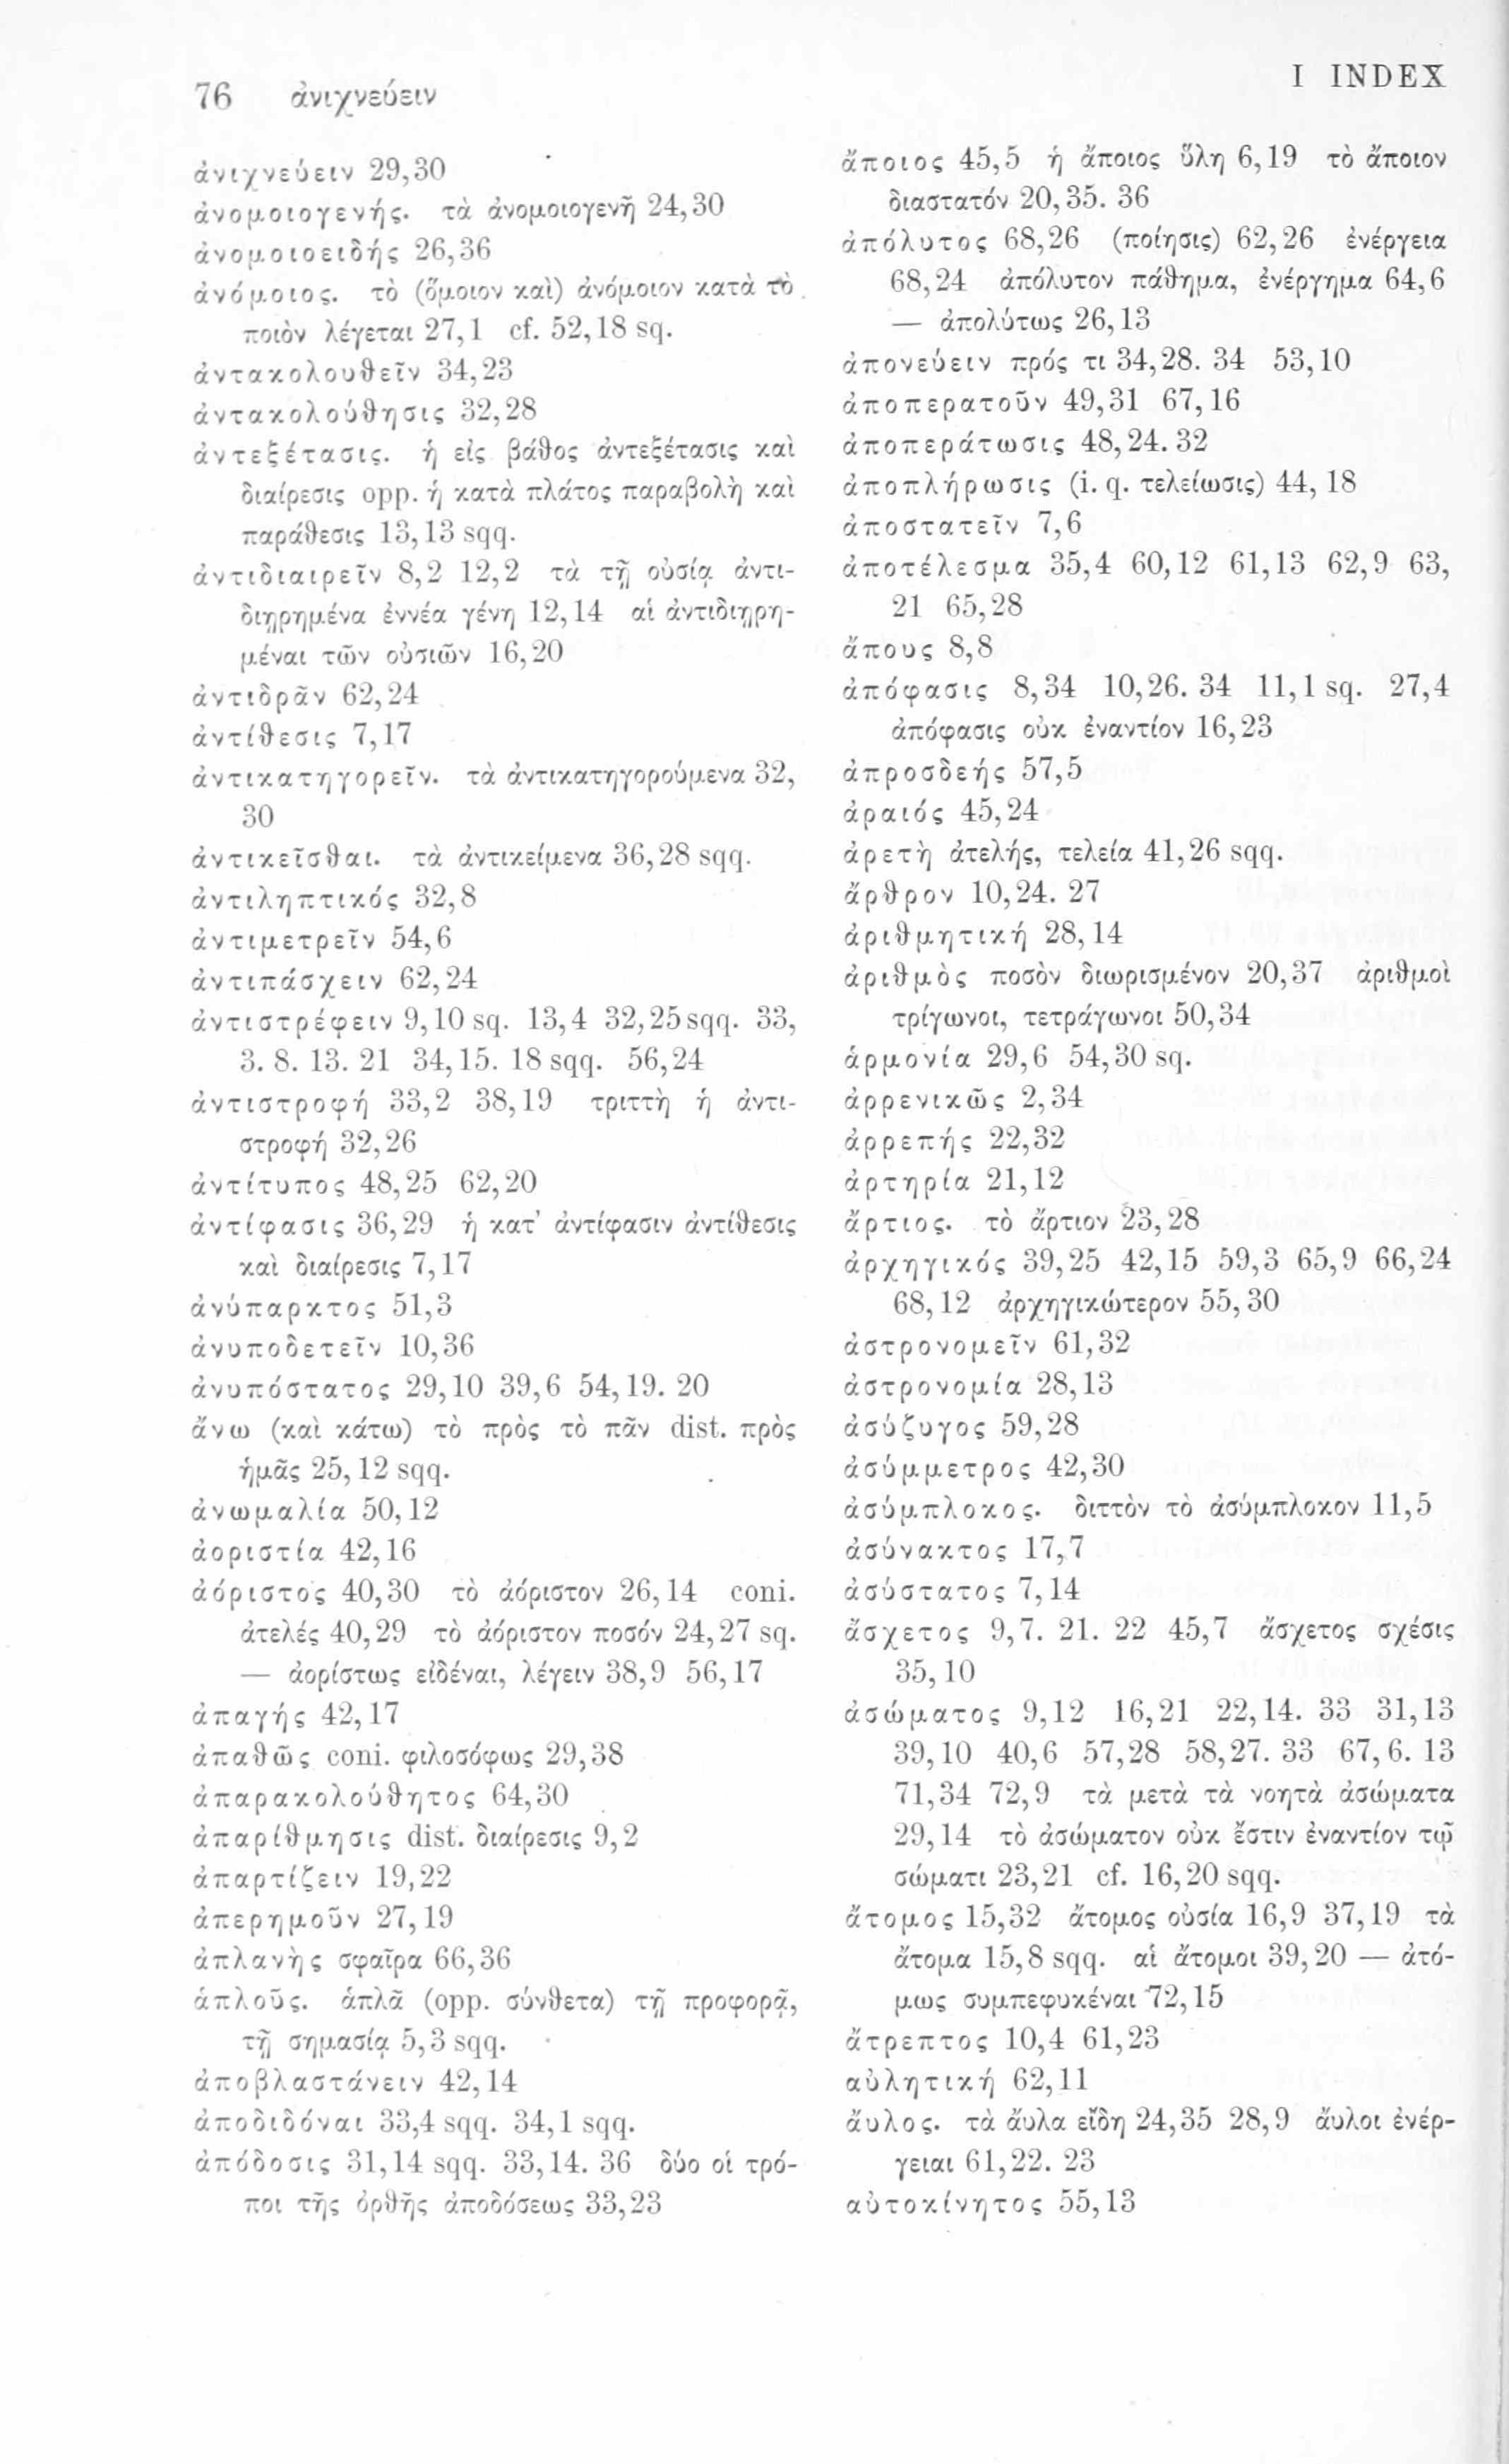 76 ἀνιχνεύειν
I INDEX
ἀνιχνεύειν 29,30
ἀνομοιογενής. τὰ ἀνομοιογενῆ 24,30
ἀνομοιοειδής 26,36
ἀνόμοιος. τὸ (ὅμοιον καὶ) ἀνόμοιον κατὰ τὸ
ποιὸν λέγεται 27,1 cf. 52,18 sq.
ἀντακολουθεῖν 34,23
ἀντακολούθησις 32,28
ἀντεξέτασις. ἡ εἰς βάθος ἀντεξέτασις καὶ
διαίρεσις opp. ἡ κατὰ πλάτος παραβολὴ καὶ
παράθεσις 13,13 sqq.
ἀντιδιαιρεῖν 8,2 12,2 τὰ τῇ οὐσίᾳ ἀντι-
διῃρημένα ἐννέα γένη 12,14 αἱ ἀντιδιῃρη-
μέναι τῶν οὐσιῶν 16,20
ἀντιδρᾶν 62,24
ἀντίθεσις 7,17
ἀντικατηγορεῖν. τὰ ἀντικατηγορούμενα 32,
30
ἀντικεῖσθαι. τὰ ἀντικείμενα 36,28 sqq.
ἀντιληπτικός 32,8
ἀντιμετρεῖν 54,6
ἀντιπάσχειν 62,24
ἀντιστρέφειν 9,10 sq. 13,4 32,25 sqq. 33,
3. 8. 13. 21 34,15. 18 sqq. 56,24
ἀντιστροφή 33,2 38,19 τριττὴ ἡ ἀντι-
στροφή 32,26
ἀντίτυπος 48,25 62,20
ἀντίφασις 36,29 ἡ κατ' ἀντίφασιν ἀντίθεσις
καὶ διαίρεσις 7,17
ἀνύπαρκτος 51,3
ἀνυποδετεῖν 10,36
ἀνυπόστατος 29,10 39,6 54,19. 20
ἄνω (καὶ κάτω) τὸ πρὸς τὸ πᾶν dist. πρὸς
ἡμᾶς 25,12 sqq.
ἀνωμαλία 50,12
ἀοριστία 42,16
ἀόριστος 40,30 τὸ ἀόριστον 26,14 coni.
ἀτελές 40,29 τὸ ἀόριστον ποσόν 24,27 sq.
— ἀορίστως εἰδέναι, λέγειν 38,9 56,17
ἀπαγής 42,17
ἀπαθῶς coni. φιλοσόφως 29,38
ἀπαρακολούθητος 64,30
ἀπαρίθμησις dist. διαίρεσις 9,2
ἀπαρτίζειν 19,22
ἀπερημοῦν 27,19
ἀπλανὴς σφαῖρα 66,36
ἁπλοῦς. ἁπλᾶ (opp. σύνθετα) τῇ προφορᾷ,
τῇ σημασίᾳ 5,3 sqq.
ἀποβλαστάνειν 42,14
ἀποδιδόναι 33,4 sqq. 34,1 sqq.
ἀπόδοσις 31,14 sqq. 33,14. 36 δύο οἱ τρό-
ποι τῆς ὀρθῆς ἀποδόσεως 33,23
ἄποιος 45,5 ἡ ἄποιος ὕλη 6,19 τὸ ἄποιον
διαστατόν 20,35. 36
ἀπόλυτος 68,26 (ποίησις) 62,26 ἐνέργεια
68,24 ἀπόλυτον πάθημα, ἐνέργημα 64,6
— ἀπολύτως 26,13
ἀπονεύειν πρός τι 34,28. 34 53,10
ἀποπερατοῦν 49,31 67,16
ἀποπεράτωσις 48,24. 32
ἀποπλήρωσις (i. q. τελείωσις) 44, 18
ἀποστατεῖν 7,6
ἀποτέλεσμα 35,4 60,12 61,13 62,9 63,
21 65,28
ἄπους 8,8
ἀπόφασις 8,34 10,26. 34 11,1 sq. 27,4
ἀπόφασις οὐκ ἐναντίον 16,23
ἀπροσδεής 57,5
ἀραιός 45,24
ἀρετὴ ἀτελής, τελεία 41,26 sqq.
ἄρθρον 10,24. 27
ἀριθμητική 28,14
ἀριθμὸς ποσὸν διωρισμένον 20,37 ἀριθμοὶ
τρίγωνοι, τετράγωνοι 50,34
ἁρμονία 29,6 54,30 sq.
ἀρρενικῶς 2,34
ἀρρεπής 22,32
ἀρτηρία 21,12
ἄρτιος. τὸ ἄρτιον 23,28
ἀρχηγικός 39,25 42,15 59,3 65,9 66,24
68,12 ἀρχηγικώτερον 55,30
ἀστρονομεῖν 61,32
ἀστρονομία 28,13
ἀσύζυγος 59,28
ἀσύμμετρος 42,30
ἀσύμπλοκος. διττὸν τὸ ἀσύμπλοκον 11,5
ἀσύνακτος 17,7
ἀσύστατος 7,14
ἄσχετος 9,7. 21. 22 45,7 ἄσχετος σχέσις
35,10
ἀσώματος 9,12 16,21 22,14. 33 31,13
39,10 40,6 57,28 58,27. 33 67,6. 13
71,34 72,9 τὰ μετὰ τὰ νοητὰ ἀσώματα
29,14 τὸ ἀσώματον οὐκ ἔστιν ἐναντίον τῷ
σώματι 23,21 cf. 16,20 sqq.
ἄτομος 15,32 ἄτομος οὐσία 16,9 37,19 τὰ
ἄτομα 15,8 sqq. αἱ ἄτομοι 39,20 — ἀτό-
μως συμπεφυκέναι 72,15
ἄτρεπτος 10,4 61,23
αὐλητική 62,11
ἄυλος. τὰ ἄυλα εἴδη 24,35 28,9 ἄυλοι ἐνέρ-
γειαι 61,22. 23
αὐτοκίνητος 55,13